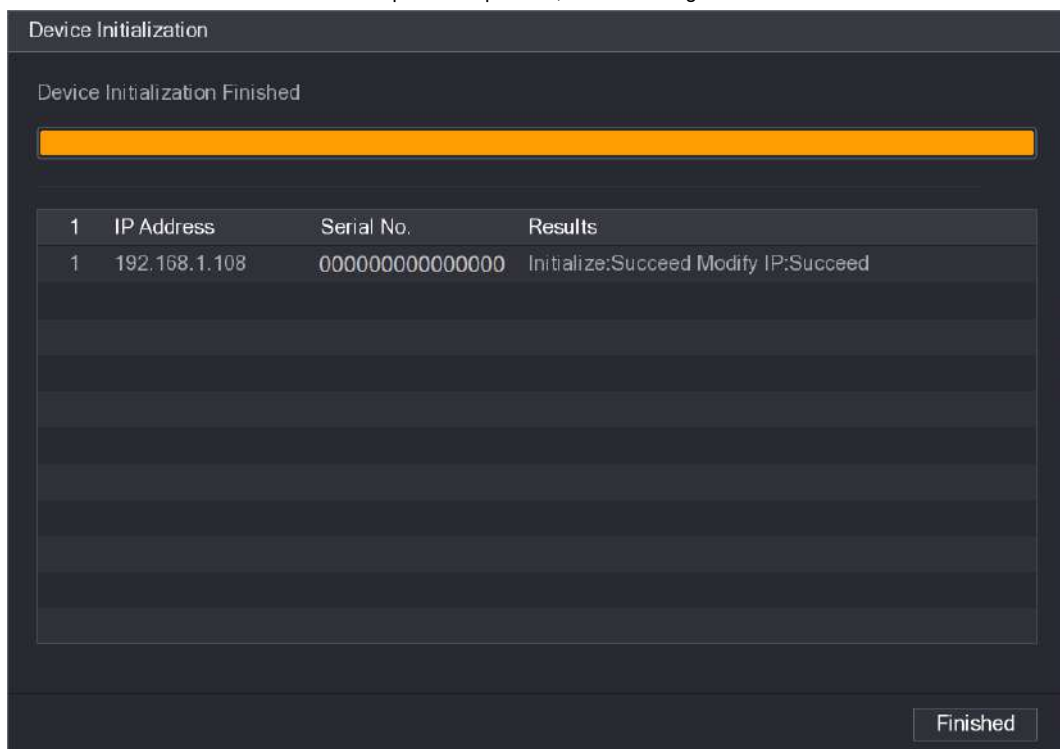 Device Initialization
Device Initialization Finished
1 IP Address Serial No. Results
1 192.168.1.108 000000000000000 Initialize:Succeed Modify IP:Succeed
Finished